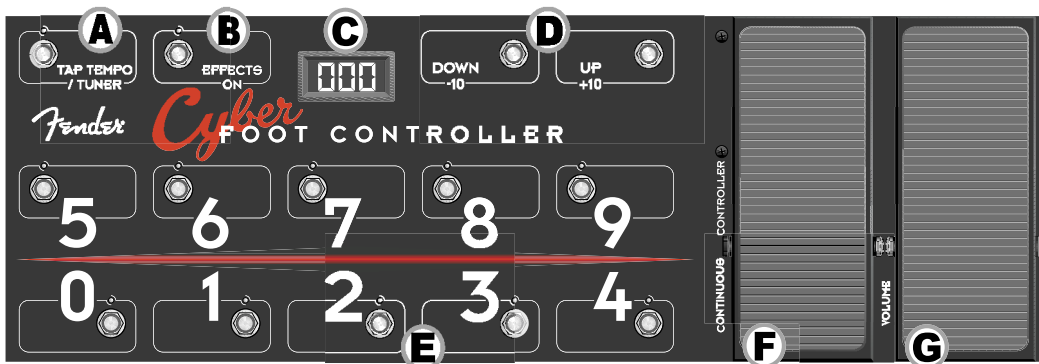 A B C D
TAP TEMPO
/ TUNER
EFFECTS
ON
000
DOWN
-10
UP
+10
Fender
Cyber
FOOT CONTROLLER
5 6 7 8 9
0 1 2 3 4
CONTINUOUS CONTROLLER
VOLUME
E F G